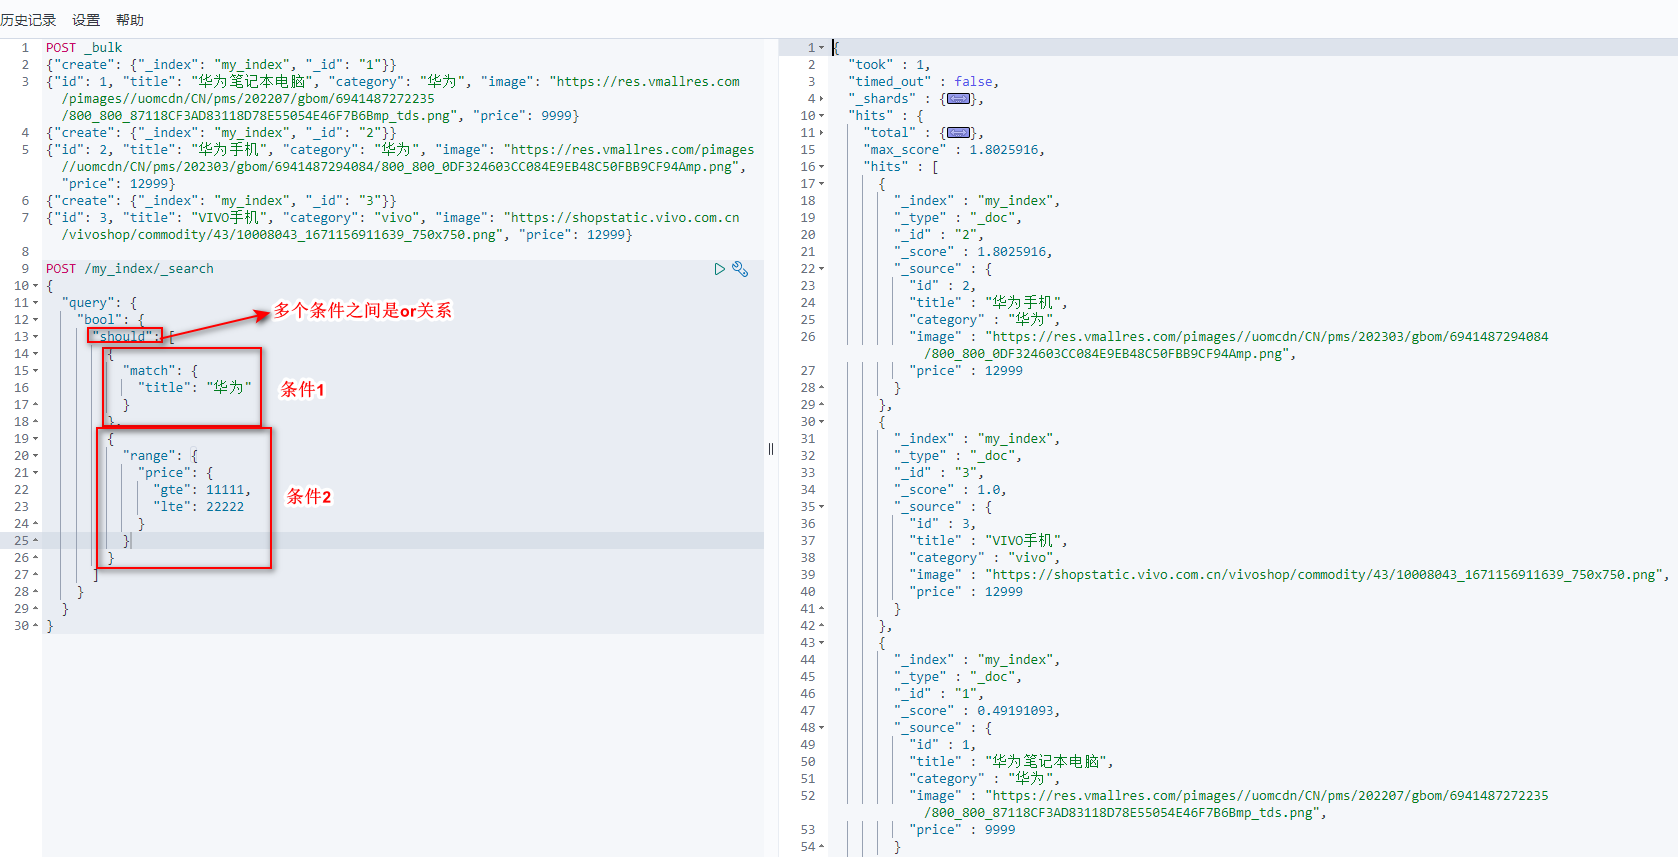 历史记录 设置 帮助
1 POST _bulk
2 {"create": {"_index": "my_index", "_id": "1"}}
3 {"id": 1, "title": "华为笔记本电脑", "category": "华为", "image": "https://res.vmallres.com
/pimages//uomcdn/CN/pms/202207/gbom/6941487272235
/800_800_87118CF3AD83118D78E55054E46F7B6Bmp_tds.png", "price": 9999}
4 {"create": {"_index": "my_index", "_id": "2"}}
5 {"id": 2, "title": "华为手机", "category": "华为", "image": "https://res.vmallres.com/pimages
//uomcdn/CN/pms/202303/gbom/6941487294084/800_800_0DF324603CC084E9EB48C50FBB9CF94Amp.png",
"price": 12999}
6 {"create": {"_index": "my_index", "_id": "3"}}
7 {"id": 3, "title": "VIVO手机", "category": "vivo", "image": "https://shopstatic.vivo.com.cn
/vivoshop/commodity/43/10008043_1671156911639_750x750.png", "price": 12999}
8
9 POST /my_index/_search
10 {
11 "query": {
多个条件之间是or关系
12 "bool": {
13 "should": [
14 {
15 "match": {
16 "title": "华为"
条件1
17 }
18 },
19 {
20 "range": {
21 "price": {
22 "gte": 11111,
条件2
23 "lte": 22222
24 }
25 }
26 }
27 ]
28 }
29 }
30 }
1 {
2 "took" : 1,
3 "timed_out" : false,
4 "_shards" : {},
10 "hits" : {
11 "total" : {},
15 "max_score" : 1.8025916,
16 "hits" : [
17 {
18 "_index" : "my_index",
19 "_type" : "_doc",
20 "_id" : "2",
21 "_score" : 1.8025916,
22 "_source" : {
23 "id" : 2,
24 "title" : "华为手机",
25 "category" : "华为",
26 "image" : "https://res.vmallres.com/pimages//uomcdn/CN/pms/202303/gbom/6941487294084
/800_800_0DF324603CC084E9EB48C50FBB9CF94Amp.png",
27 "price" : 12999
28 }
29 },
30 {
31 "_index" : "my_index",
32 "_type" : "_doc",
33 "_id" : "3",
34 "_score" : 1.0,
35 "_source" : {
36 "id" : 3,
37 "title" : "VIVO手机",
38 "category" : "vivo",
39 "image" : "https://shopstatic.vivo.com.cn/vivoshop/commodity/43/10008043_1671156911639_750x750.png",
40 "price" : 12999
41 }
42 },
43 {
44 "_index" : "my_index",
45 "_type" : "_doc",
46 "_id" : "1",
47 "_score" : 0.49191093,
48 "_source" : {
49 "id" : 1,
50 "title" : "华为笔记本电脑",
51 "category" : "华为",
52 "image" : "https://res.vmallres.com/pimages//uomcdn/CN/pms/202207/gbom/6941487272235
/800_800_87118CF3AD83118D78E55054E46F7B6Bmp_tds.png",
53 "price" : 9999
54 }